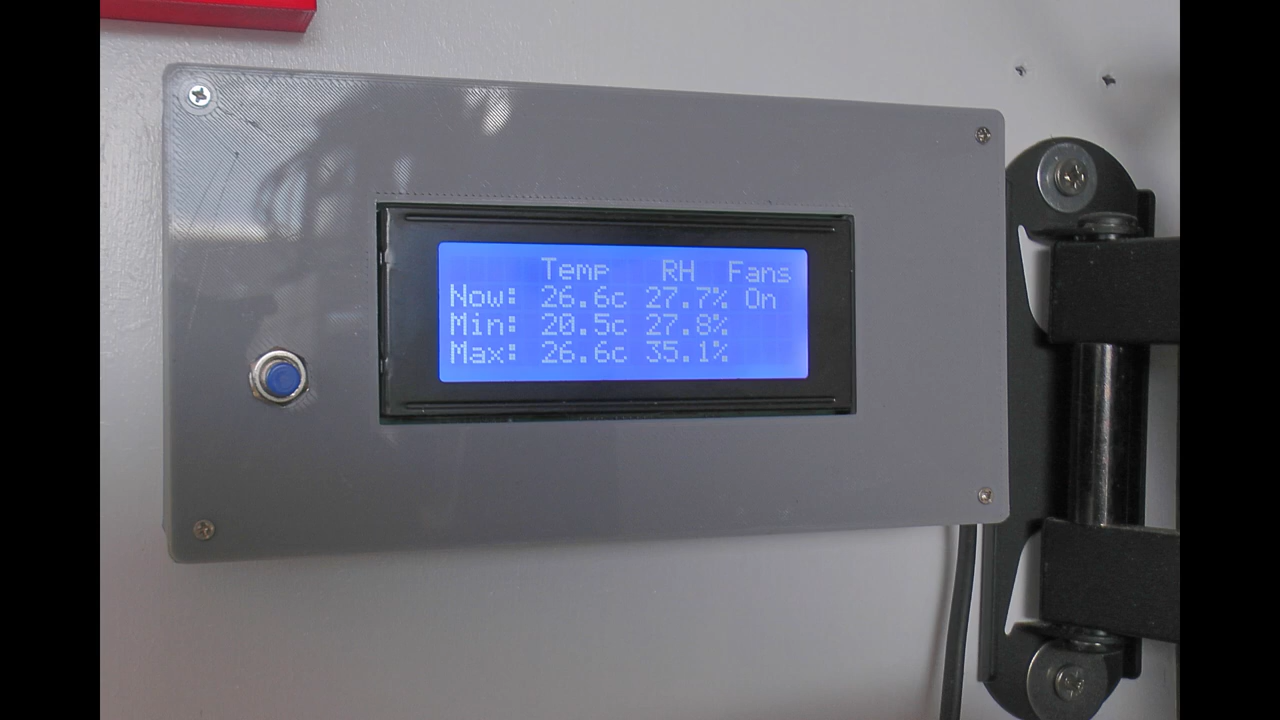 Temp RH Fans
Now: 26.6c 27.7% On
Min: 20.5c 27.8%
Max: 26.6c 35.1%